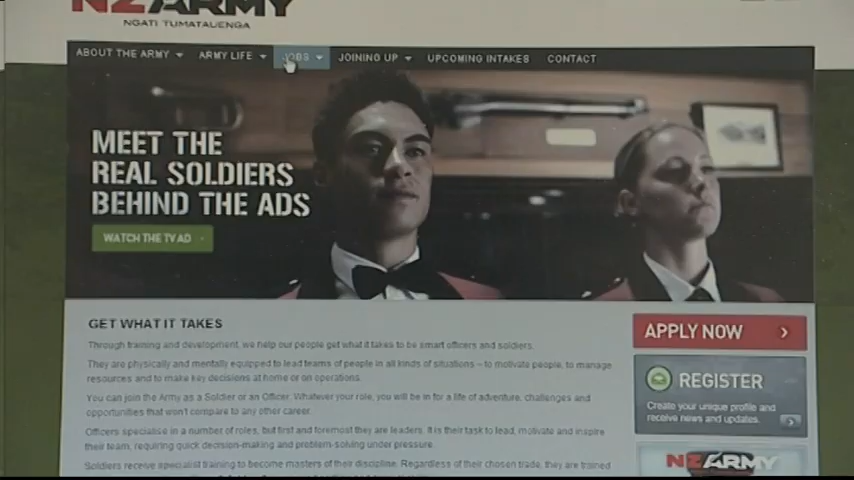 NZARMY
NGATI TUMATAUENGA
ABOUT THE ARMY
ARMY LIFE
JOBS
JOINING UP
UPCOMING INTAKES
CONTACT
MEET THE
REAL SOLDIERS
BEHIND THE ADS
WATCH THE TV AD
GET WHAT IT TAKES
Through training and development, we help our people get what it takes to be smart officers and soldiers.
They are physically and mentally equipped to lead teams of people in all kinds of situations – to motivate people, to manage
resources and to make key decisions at home or on operations.
You can join the Army as a Soldier or an Officer. Whatever your role, you will be in for a life of adventure, challenges and
opportunities that won't compare to any other career.
Officers specialise in a number of roles, but first and foremost they are leaders. It is their task to lead, motivate and inspire
their team, requiring quick decision-making and problem-solving under pressure.
Soldiers receive specialist training to become masters of their discipline. Regardless of their chosen trade, they are trained
APPLY NOW
REGISTER
Create your unique profile and
receive news and updates.
NZARMY